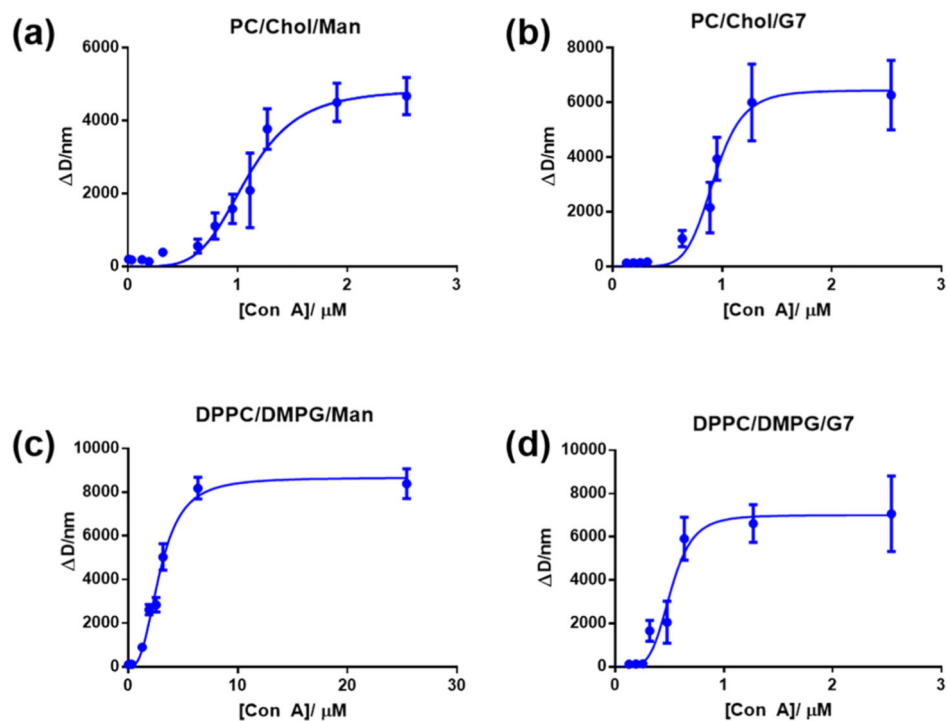 (a)
PC/Chol/Man
6000
4000
2000
0
ΔD/nm
0 1 2 3
[Con A]/ μM
(b)
PC/Chol/G7
8000
6000
4000
2000
0
ΔD/nm
0 1 2 3
[Con A]/ μM
(c)
DPPC/DMPG/Man
10000
8000
6000
4000
2000
0
ΔD/nm
0 10 20 30
[Con A]/ μM
(d)
DPPC/DMPG/G7
10000
8000
6000
4000
2000
0
ΔD/nm
0 1 2 3
[Con A]/ μM